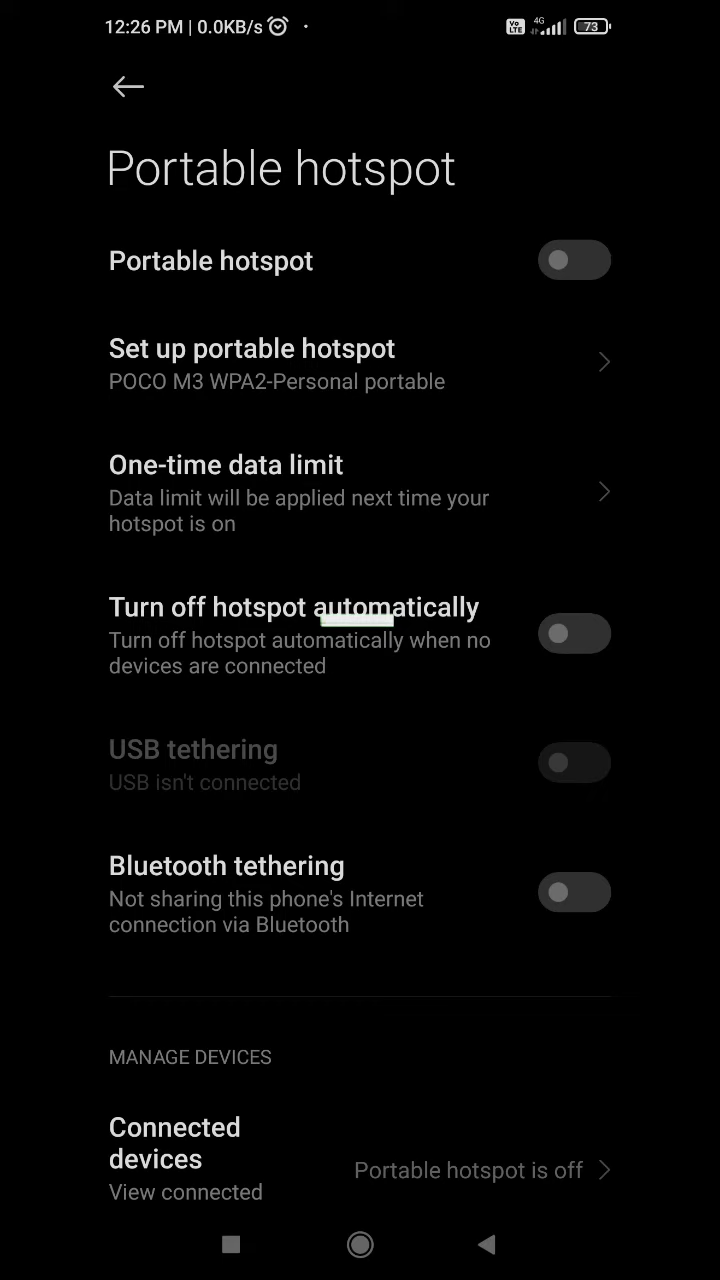 12:26 PM | 0.0KB/s
Vo LTE 4G 73
Portable hotspot
Portable hotspot
Set up portable hotspot
POCO M3 WPA2-Personal portable
One-time data limit
Data limit will be applied next time your
hotspot is on
Turn off hotspot automatically
Turn off hotspot automatically when no
devices are connected
USB tethering
USB isn't connected
Bluetooth tethering
Not sharing this phone's Internet
connection via Bluetooth
MANAGE DEVICES
Connected
devices
View connected
Portable hotspot is off